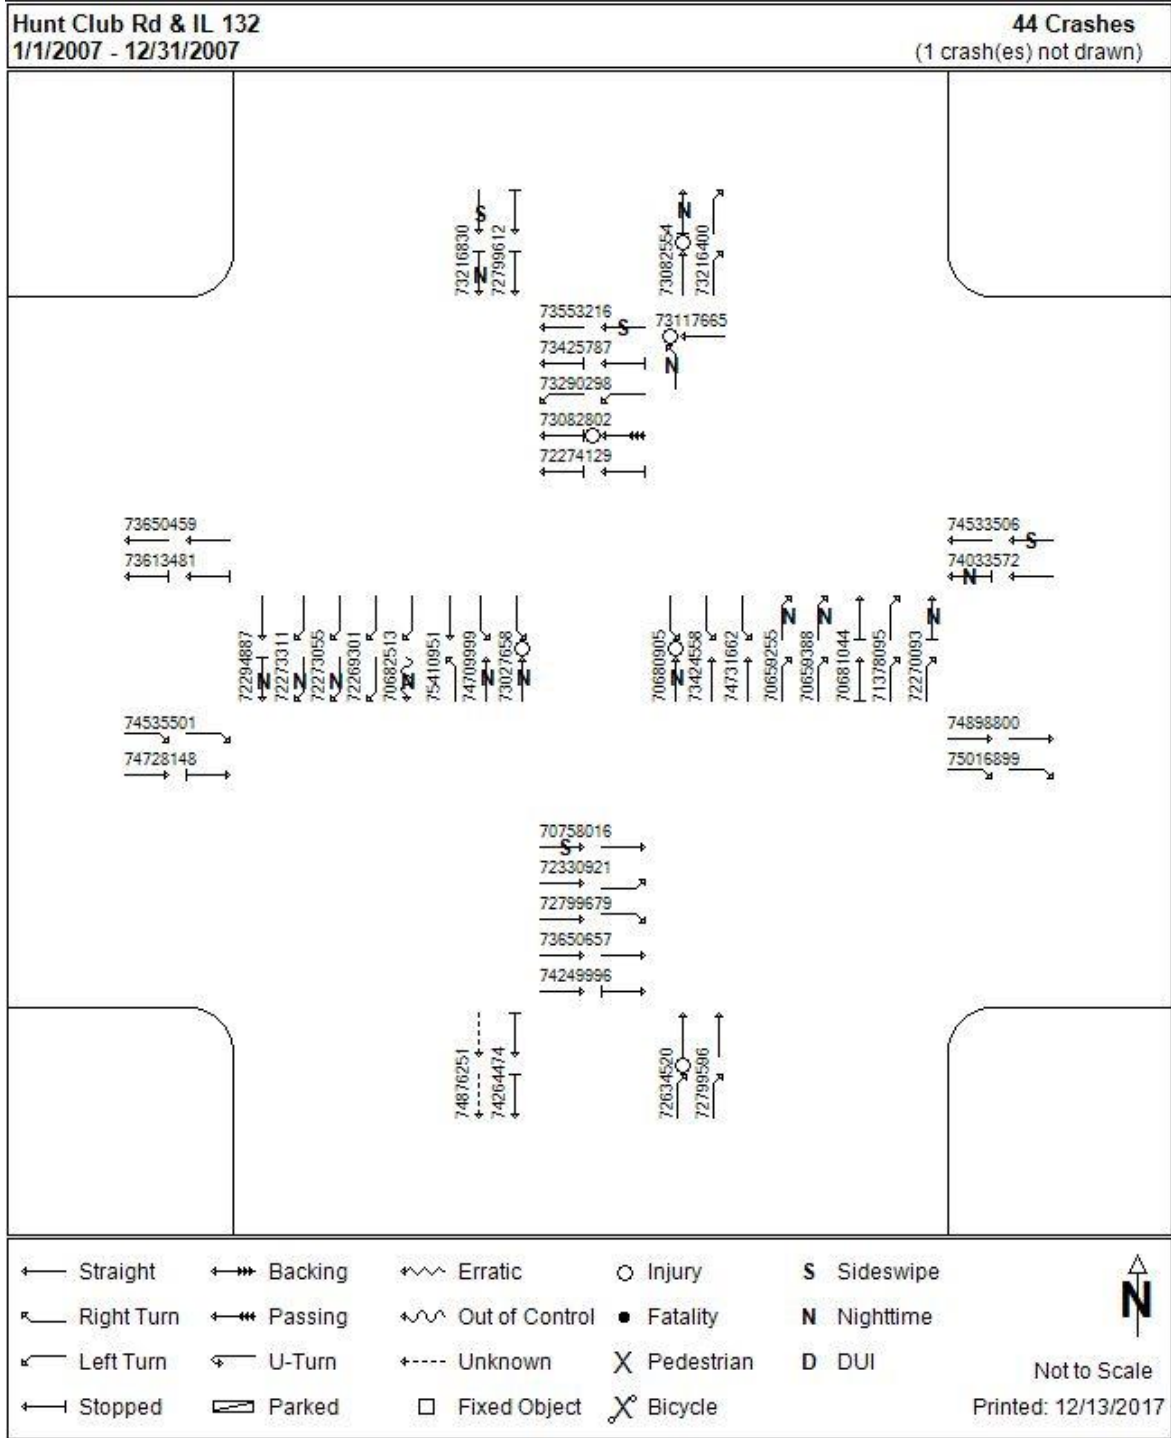 Hunt Club Rd & IL 132
44 Crashes
1/1/2007 - 12/31/2007
(1 crash(es) not drawn)
73216830
S
N
72799612
73082554
N
73216400
73553216
S
73117665
N
73425787
73290298
73082802
72274129
73650459
73613481
74533506
S
74033572
N
72294887
N
72273311
N
72273055
N
72269301
70682513
N
75410951
74709999
N
73027658
N
70680905
N
73424558
74731662
70659255
N
70659388
N
70681044
71378095
72270093
N
74535501
74728148
74898800
75016899
70758016
S
72330921
72799679
73650657
74249996
74876251
74264474
72634520
72799596
Straight
Backing
Erratic
Injury
S Sideswipe
Right Turn
Passing
Out of Control
Fatality
N Nighttime
Left Turn
U-Turn
Unknown
Pedestrian
D DUI
Stopped
Parked
Fixed Object
Bicycle
N
Not to Scale
Printed: 12/13/2017